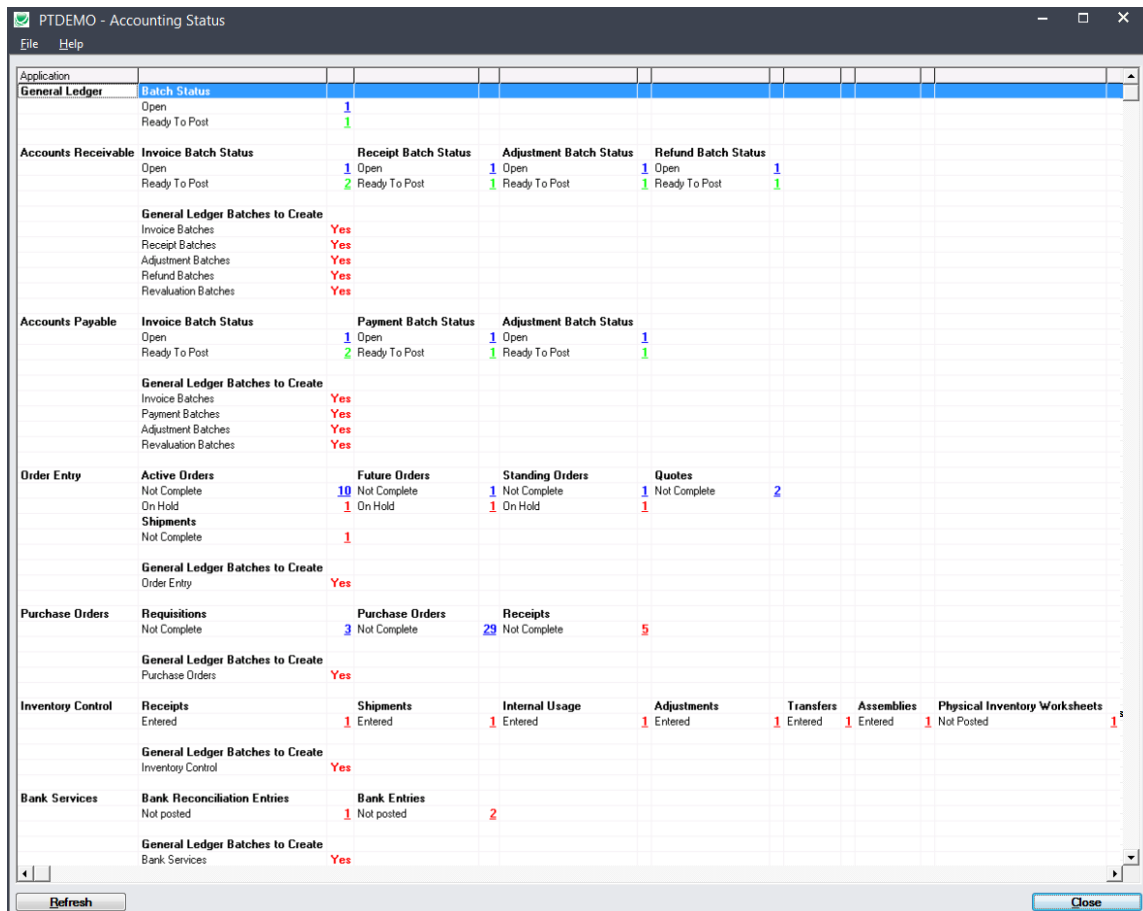 PTDEMO - Accounting Status
File Help
Application
General Ledger Batch Status
Open 1
Ready To Post 1
Accounts Receivable Invoice Batch Status Receipt Batch Status Adjustment Batch Status Refund Batch Status
Open 1 Open 1 Open 1 Open 1
Ready To Post 2 Ready To Post 1 Ready To Post 1 Ready To Post 1
General Ledger Batches to Create
Invoice Batches Yes
Receipt Batches Yes
Adjustment Batches Yes
Refund Batches Yes
Revaluation Batches Yes
Accounts Payable Invoice Batch Status Payment Batch Status Adjustment Batch Status
Open 1 Open 1 Open 1
Ready To Post 2 Ready To Post 1 Ready To Post 1
General Ledger Batches to Create
Invoice Batches Yes
Payment Batches Yes
Adjustment Batches Yes
Revaluation Batches Yes
Order Entry Active Orders Future Orders Standing Orders Quotes
Not Complete 10 Not Complete 1 Not Complete 1 Not Complete 2
On Hold 1 On Hold 1 On Hold 1
Shipments
Not Complete 1
General Ledger Batches to Create
Order Entry Yes
Purchase Orders Requisitions Purchase Orders Receipts
Not Complete 3 Not Complete 29 Not Complete 5
General Ledger Batches to Create
Purchase Orders Yes
Inventory Control Receipts Shipments Internal Usage Adjustments Transfers Assemblies Physical Inventory Worksheets
Entered 1 Entered 1 Entered 1 Entered 1 Entered 1 Entered 1 Not Posted 1
General Ledger Batches to Create
Inventory Control Yes
Bank Services Bank Reconciliation Entries Bank Entries
Not posted 1 Not posted 2
General Ledger Batches to Create
Bank Services Yes
Refresh Close